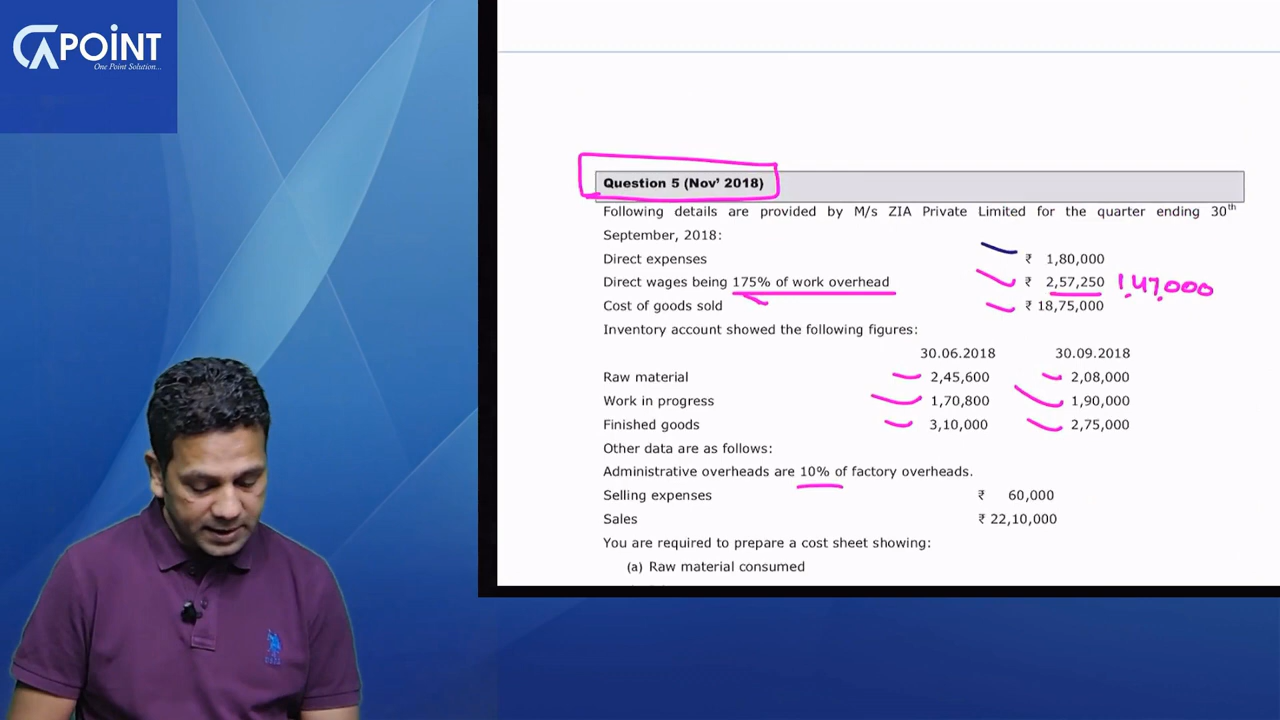 CAPOINT
One Point Solution...
Question 5 (Nov' 2018)
Following details are provided by M/s ZIA Private Limited for the quarter ending 30th
September, 2018:
Direct expenses ₹ 1,80,000
Direct wages being 175% of work overhead ₹ 2,57,250 1,47,000
Cost of goods sold ₹ 18,75,000
Inventory account showed the following figures:
30.06.2018 30.09.2018
Raw material 2,45,600 2,08,000
Work in progress 1,70,800 1,90,000
Finished goods 3,10,000 2,75,000
Other data are as follows:
Administrative overheads are 10% of factory overheads.
Selling expenses ₹ 60,000
Sales ₹ 22,10,000
You are required to prepare a cost sheet showing:
(a) Raw material consumed